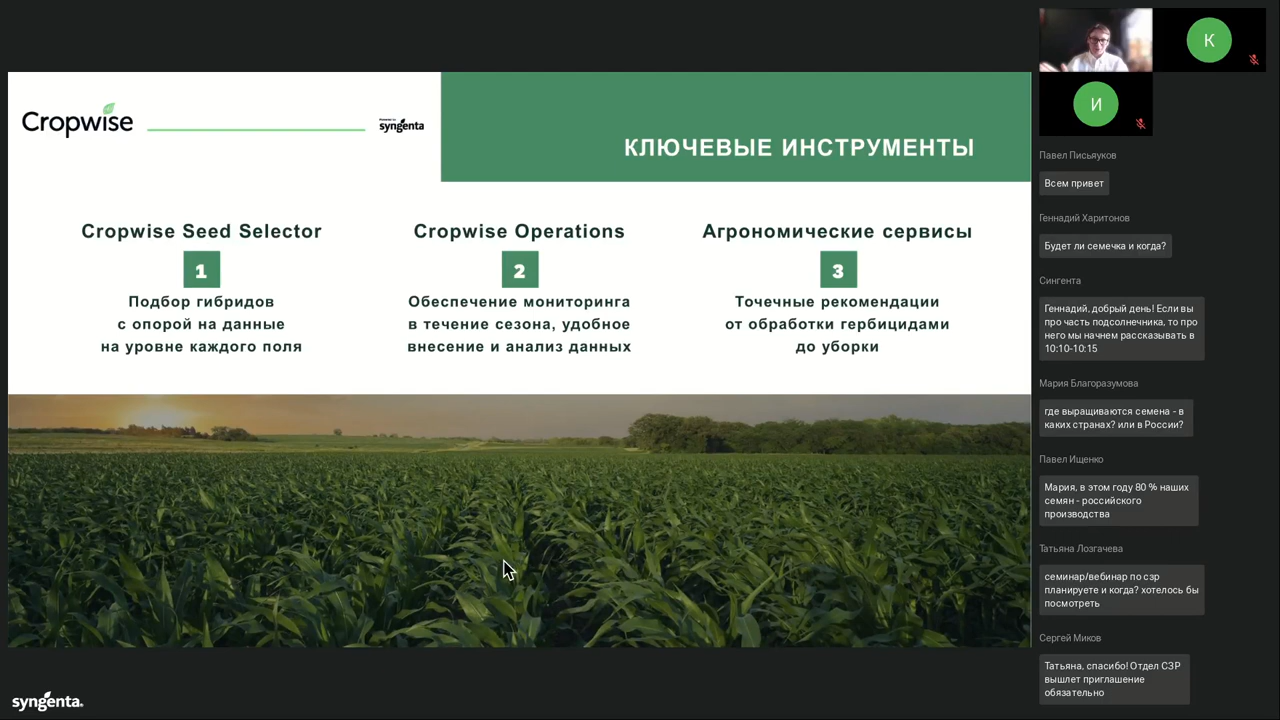 Cropwise
Powered by
syngenta
КЛЮЧЕВЫЕ ИНСТРУМЕНТЫ
Cropwise Seed Selector
1
Подбор гибридов
с опорой на данные
на уровне каждого поля
Cropwise Operations
2
Обеспечение мониторинга
в течение сезона, удобное
внесение и анализ данных
Агрономические сервисы
3
Точечные рекомендации
от обработки гербицидами
до уборки
syngenta
К
И
Павел Письяуков
Всем привет
Геннадий Харитонов
Будет ли семечка и когда?
Сингента
Геннадий, добрый день! Если вы
про часть подсолнечника, то про
него мы начнем рассказывать в
10:10-10:15
Мария Благоразумова
где выращиваются семена - в
каких странах? или в России?
Павел Ищенко
Мария, в этом году 80 % наших
семян - российского
производства
Татьяна Лозгачева
семинар/вебинар по сзр
планируете и когда? хотелось бы
посмотреть
Сергей Миков
Татьяна, спасибо! Отдел СЗР
вышлет приглашение
обязательно